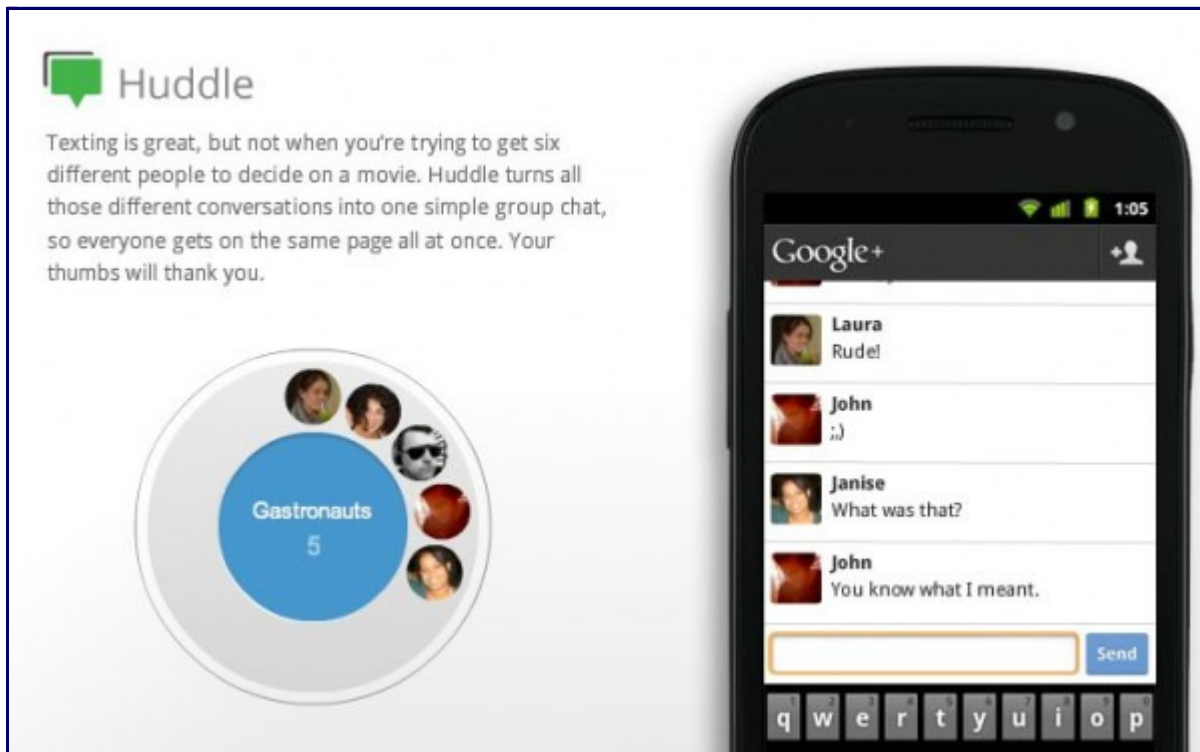 Huddle
Texting is great, but not when you're trying to get six
different people to decide on a movie. Huddle turns all
those different conversations into one simple group chat,
so everyone gets on the same page all at once. Your
thumbs will thank you.
Gastronauts
5
1:05
Google+
Laura
Rude!
John
;;)
Janise
What was that?
John
You know what I meant.
Send
q w e r t y u i o p